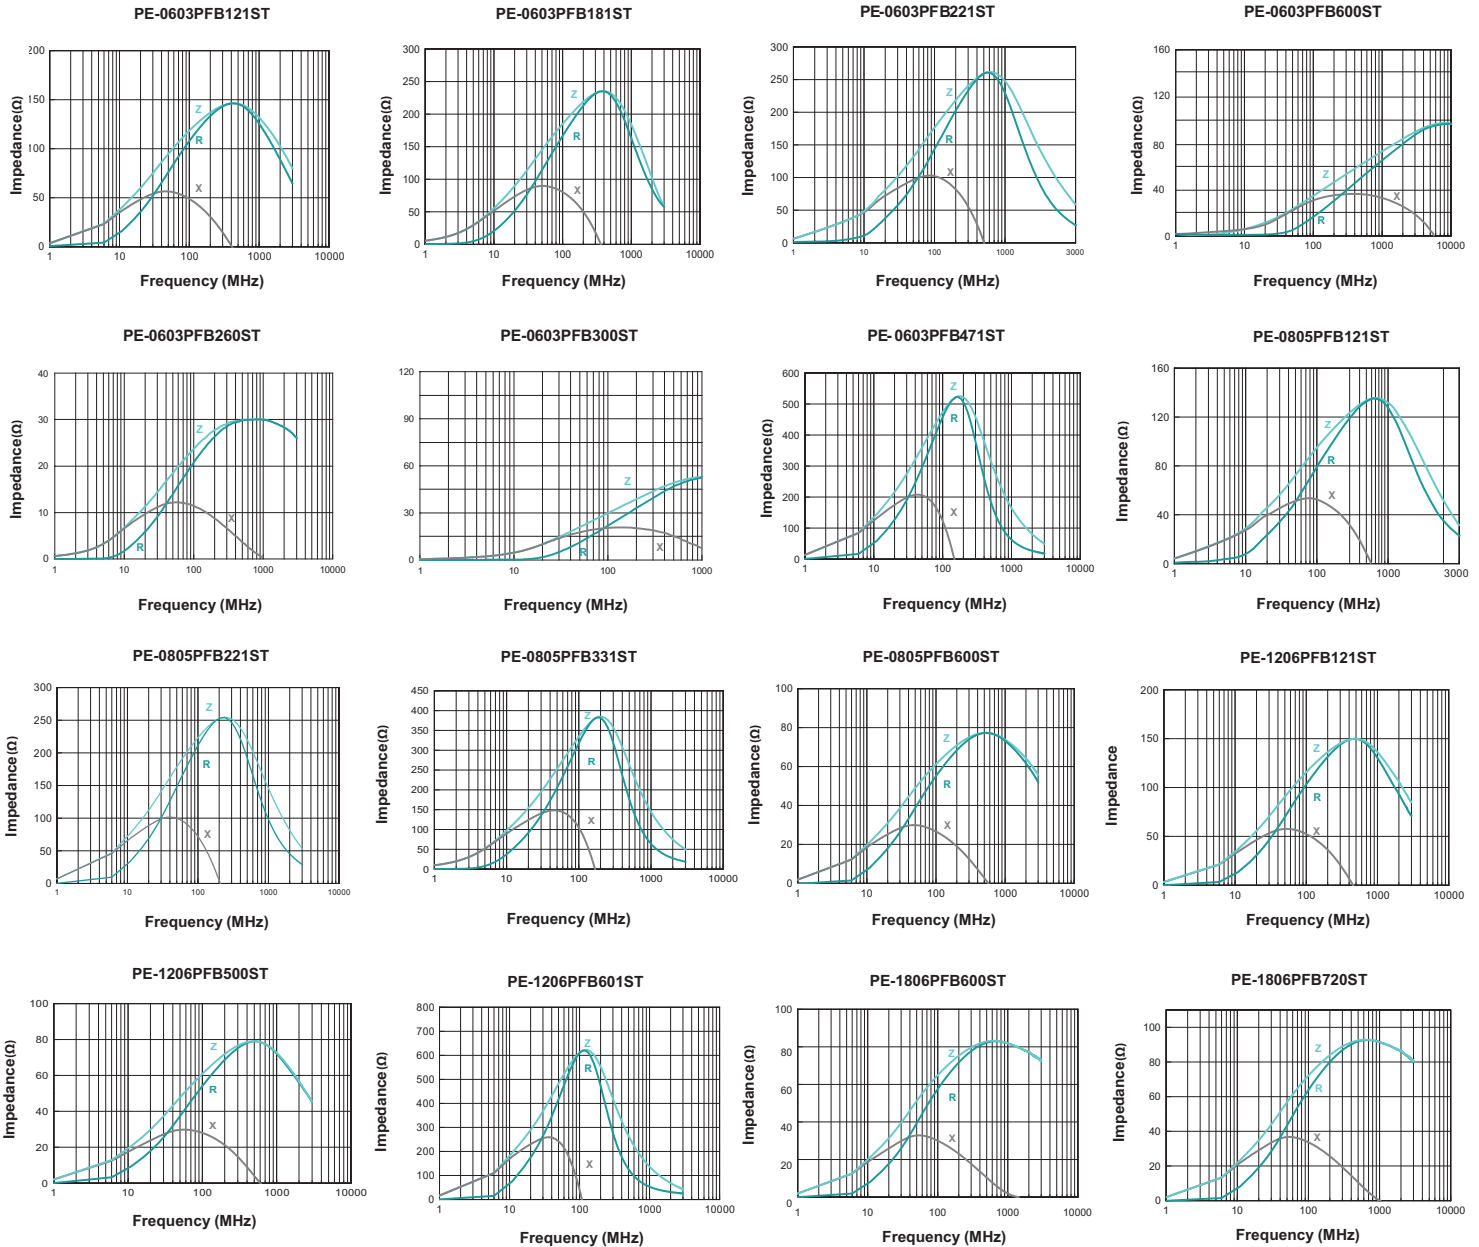 PE-0603PFB121ST
Impedance(Ω)
200
150
100
50
0
Z
R
X
1 10 100 1000 10000
Frequency (MHz)
PE-0603PFB181ST
Impedance(Ω)
300
250
200
150
100
50
0
Z
R
X
1 10 100 1000 10000
Frequency (MHz)
PE-0603PFB221ST
Impedance(Ω)
300
250
200
150
100
50
0
Z
R
X
1 10 100 1000 3000
Frequency (MHz)
PE-0603PFB600ST
Impedance(Ω)
160
120
80
40
0
Z
X
R
1 10 100 1000 10000
Frequency (MHz)
PE-0603PFB260ST
Impedance(Ω)
40
30
20
10
0
Z
X
R
1 10 100 1000 10000
Frequency (MHz)
PE-0603PFB300ST
Impedance(Ω)
120
90
60
30
0
Z
R
X
1 10 100 1000
Frequency (MHz)
PE-0603PFB471ST
Impedance(Ω)
600
500
400
300
200
100
0
Z
R
X
1 10 100 1000 10000
Frequency (MHz)
PE-0805PFB121ST
Impedance(Ω)
160
120
80
40
0
Z
R
X
1 10 100 1000 3000
Frequency (MHz)
PE-0805PFB221ST
Impedance(Ω)
300
250
200
150
100
50
0
Z
R
X
1 10 100 1000 10000
Frequency (MHz)
PE-0805PFB331ST
Impedance(Ω)
450
400
350
300
250
200
150
100
50
0
Z
R
X
1 10 100 1000 10000
Frequency (MHz)
PE-0805PFB600ST
Impedance(Ω)
100
80
60
40
20
0
Z
R
X
1 10 100 1000 10000
Frequency (MHz)
PE-1206PFB121ST
Impedance
200
150
100
50
0
Z
R
X
1 10 100 1000 10000
Frequency (MHz)
PE-1206PFB500ST
Impedance(Ω)
100
80
60
40
20
0
Z
R
X
1 10 100 1000 10000
Frequency (MHz)
PE-1206PFB601ST
Impedance(Ω)
800
700
600
500
400
300
200
100
0
Z
R
X
1 10 100 1000 10000
Frequency (MHz)
PE-1806PFB600ST
Impedance(Ω)
100
80
60
40
20
0
Z
R
X
1 10 100 1000 10000
Frequency (MHz)
PE-1806PFB720ST
Impedance(Ω)
100
80
60
40
20
0
Z
R
X
1 10 100 1000 10000
Frequency (MHz)